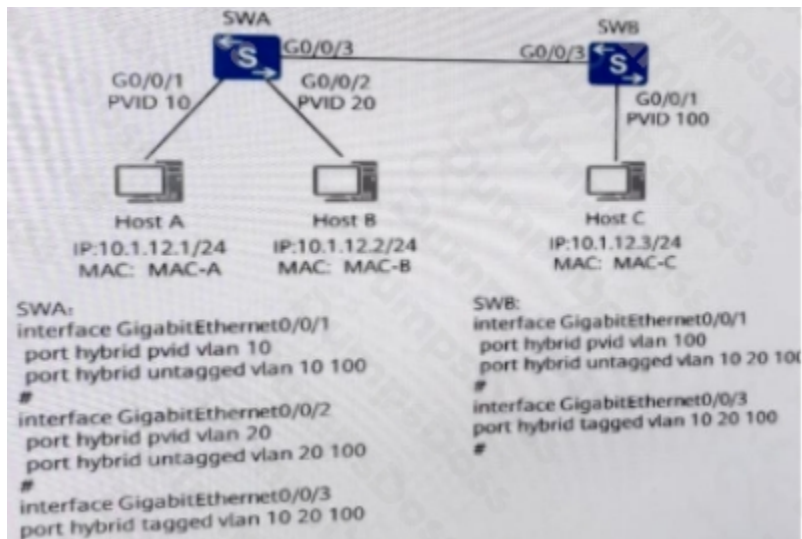 SWA
SWB
G0/0/3
G0/0/3
G0/0/1
PVID 10
G0/0/2
PVID 20
G0/0/1
PVID 100
Host A
IP:10.1.12.1/24
MAC: MAC-A
Host B
IP:10.1.12.2/24
MAC: MAC-B
Host C
IP:10.1.12.3/24
MAC: MAC-C
SWA:
interface GigabitEthernet0/0/1
port hybrid pvid vlan 10
port hybrid untagged vlan 10 100
#
interface GigabitEthernet0/0/2
port hybrid pvid vlan 20
port hybrid untagged vlan 20 100
#
interface GigabitEthernet0/0/3
port hybrid tagged vlan 10 20 100
SWB:
interface GigabitEthernet0/0/1
port hybrid pvid vlan 100
port hybrid untagged vlan 10 20 100
#
interface GigabitEthernet0/0/3
port hybrid tagged vlan 10 20 100
#